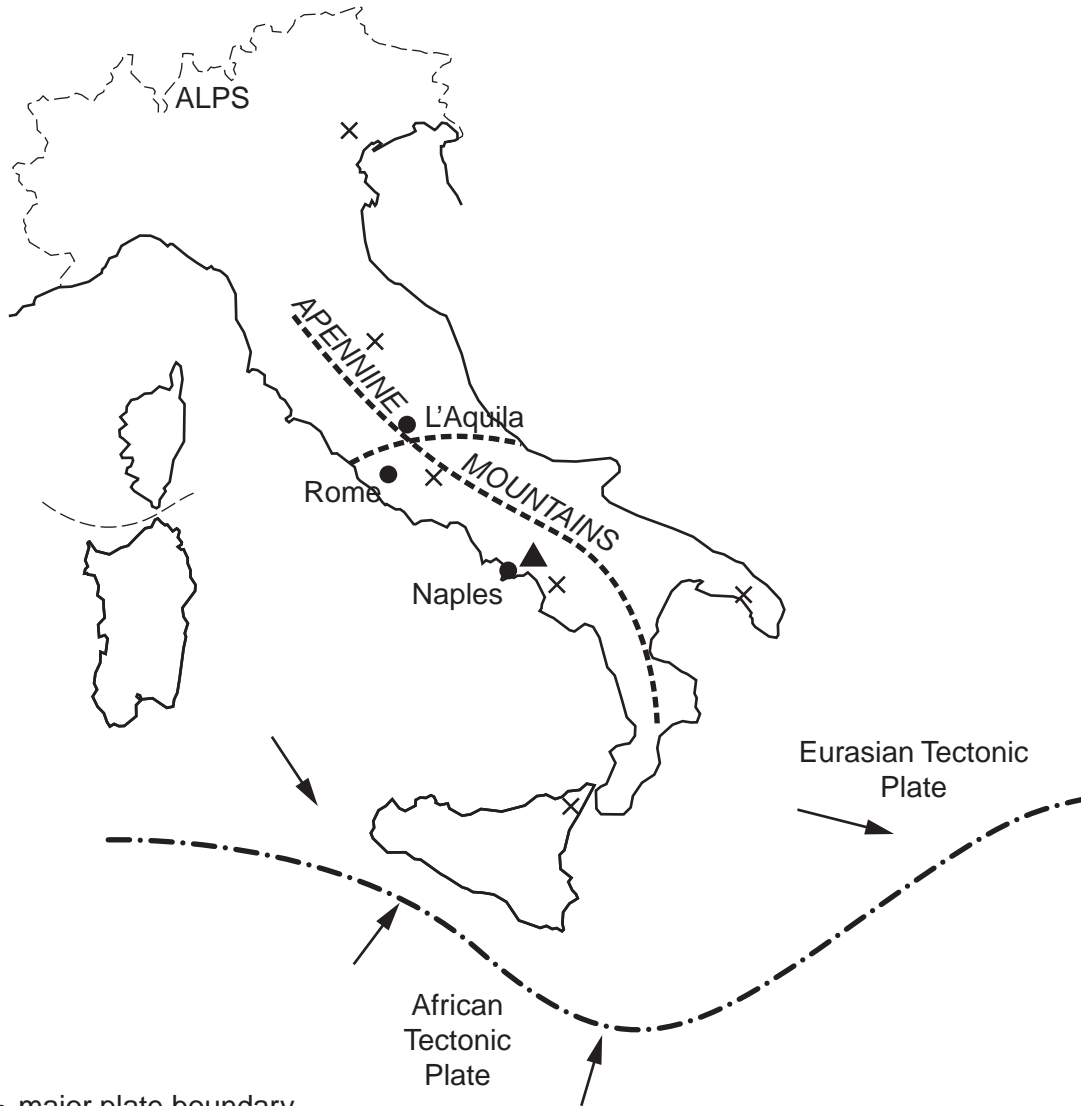 ALPS
APENNINE
L’Aquila
MOUNTAINS
Rome
Naples
Eurasian Tectonic
Plate
African
Tectonic
Plate
major plate boundary